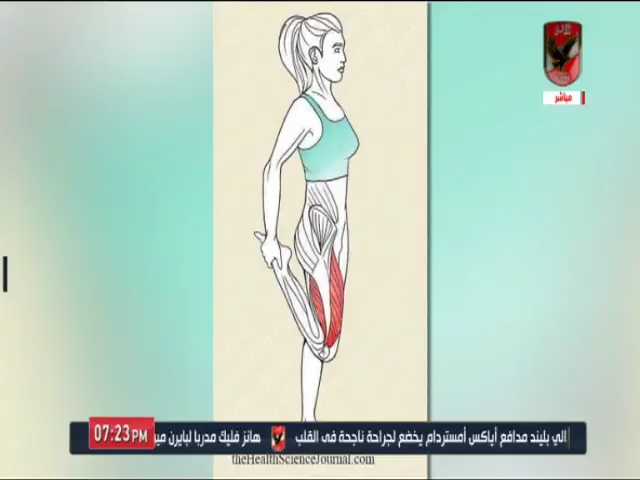 مباشر
07:23 PM
الي بليند مدافع أياكس أمستردام يخضع لجراحة ناجحة فى القلب
هانز فليك مدربا لبايرن ميو
theHealthScienceJournal.com